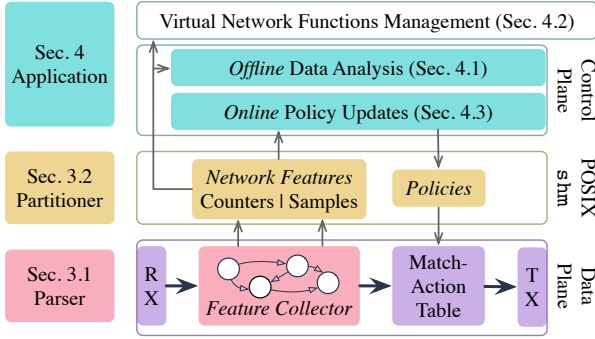 Virtual Network Functions Management (Sec. 4.2)
Sec. 4
Application
Offline Data Analysis (Sec. 4.1)
Online Policy Updates (Sec. 4.3)
Control
Plane
Sec. 3.2
Partitioner
Network Features
Counters | Samples
Policies
POSIX
shm
Sec. 3.1
Parser
R
X
Feature Collector
Match-
Action
Table
T
X
Data
Plane